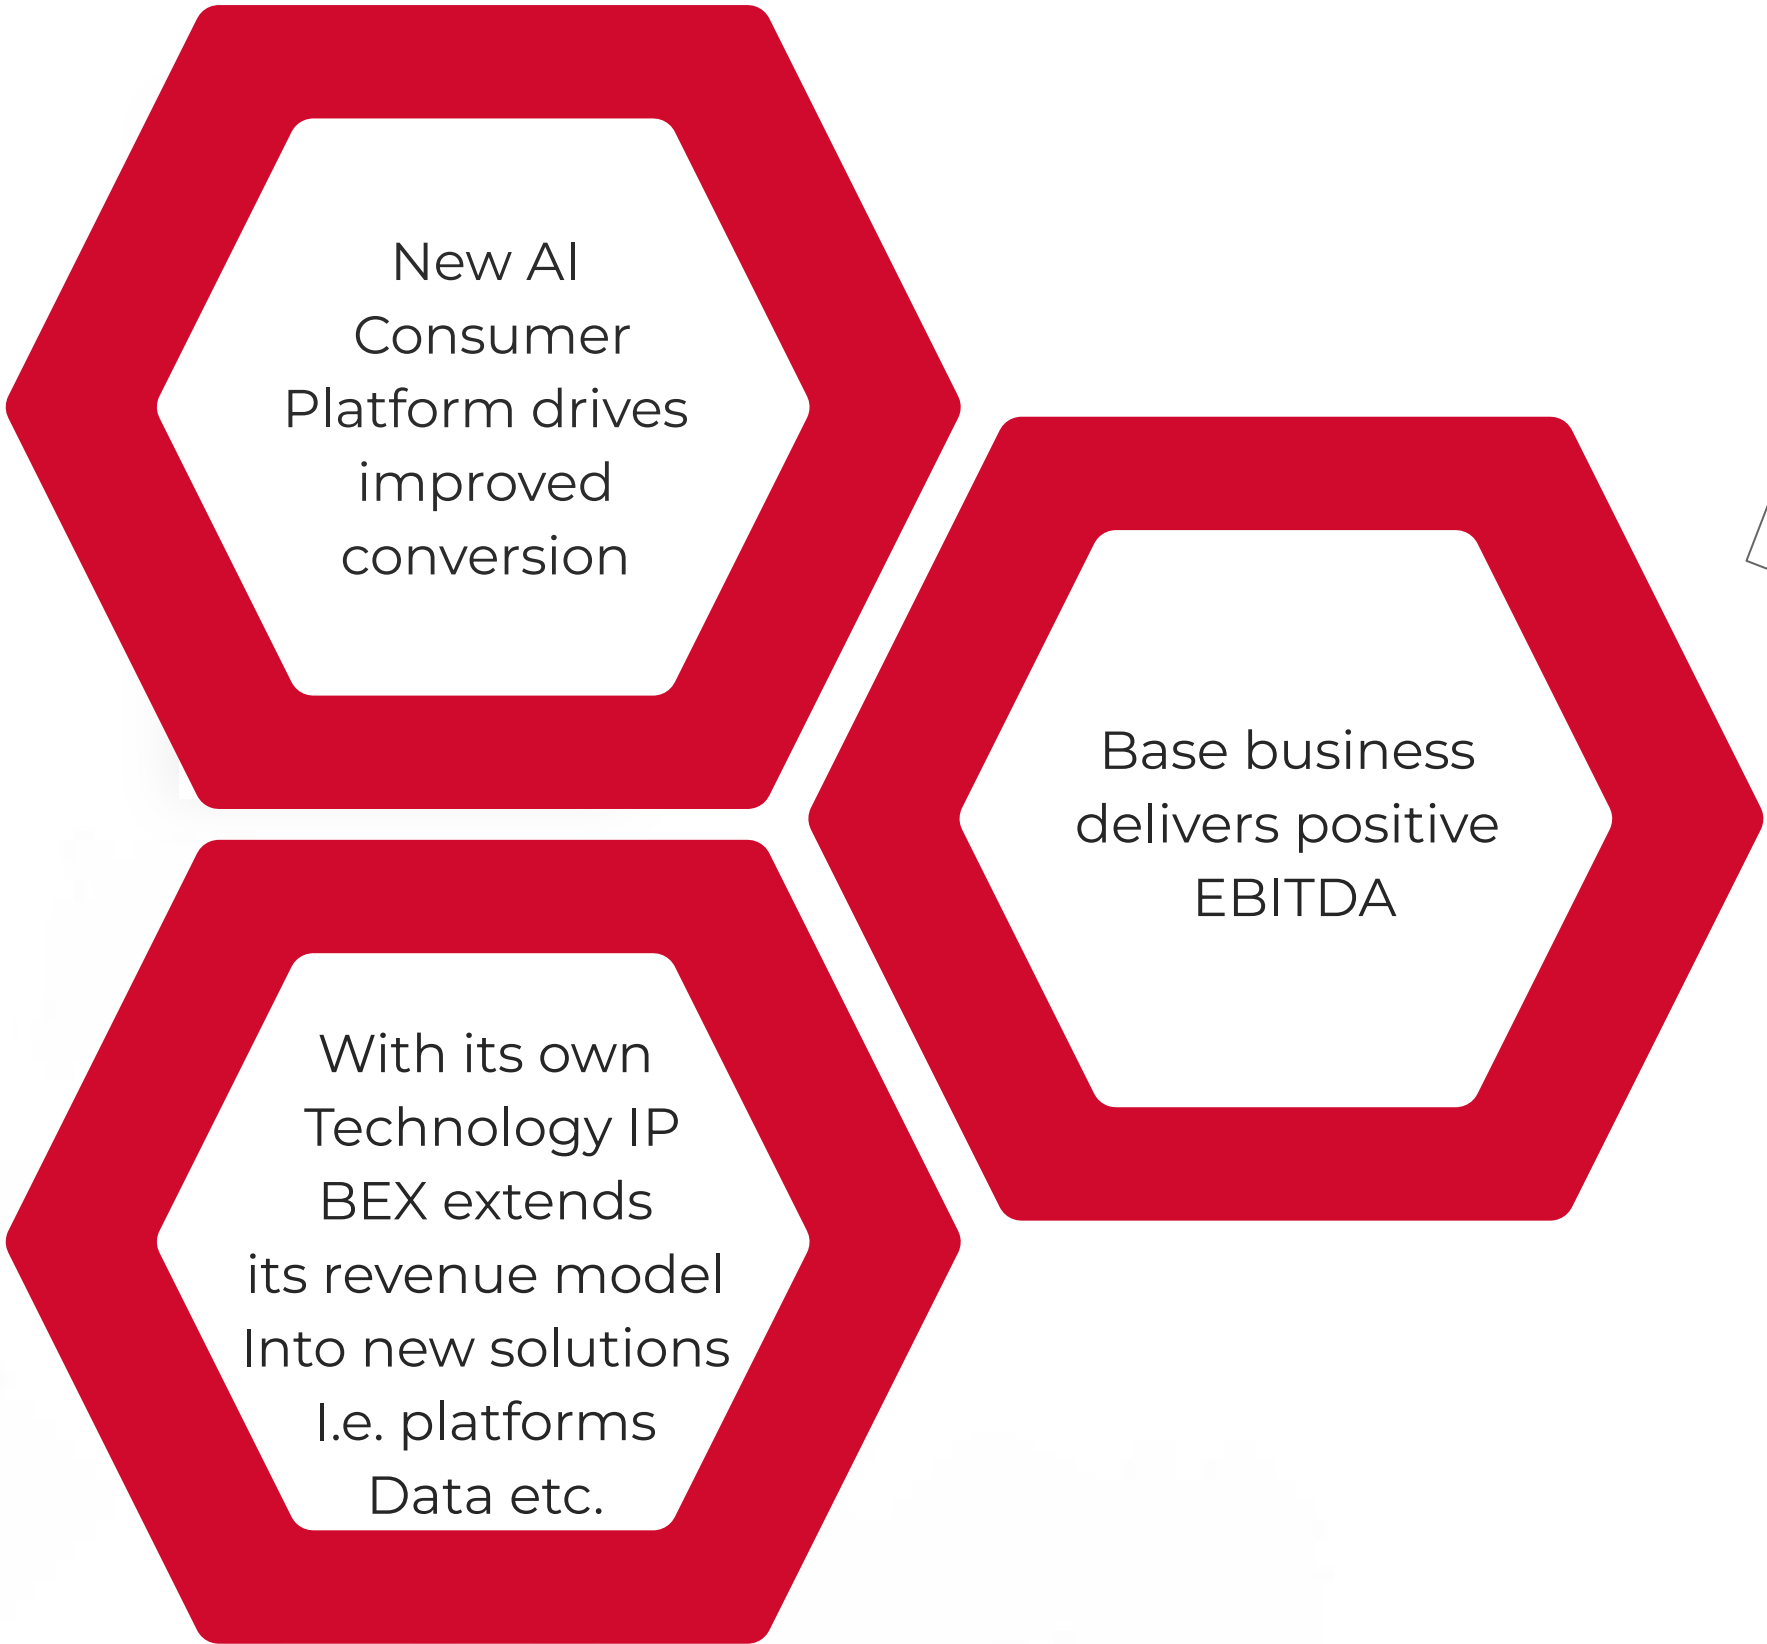 New AI
Consumer
Platform drives
improved
conversion
Base business
delivers positive
EBITDA
With its own
Technology IP
BEX extends
its revenue model
Into new solutions
I.e. platforms
Data etc.